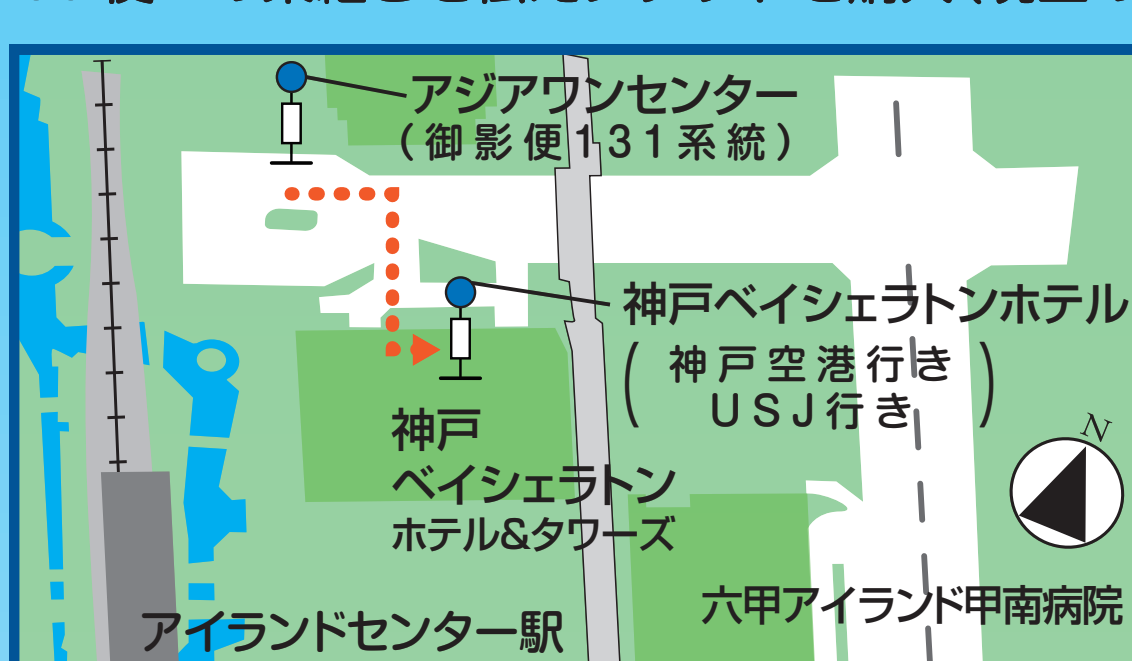 アジアワンセンター
(御影便131系統)
神戸ベイシェラトンホテル
神戸空港行き
USJ行き
N
神戸
ベイシェラトン
ホテル&タワーズ
六甲アイランド甲南病院
アイランドセンター駅